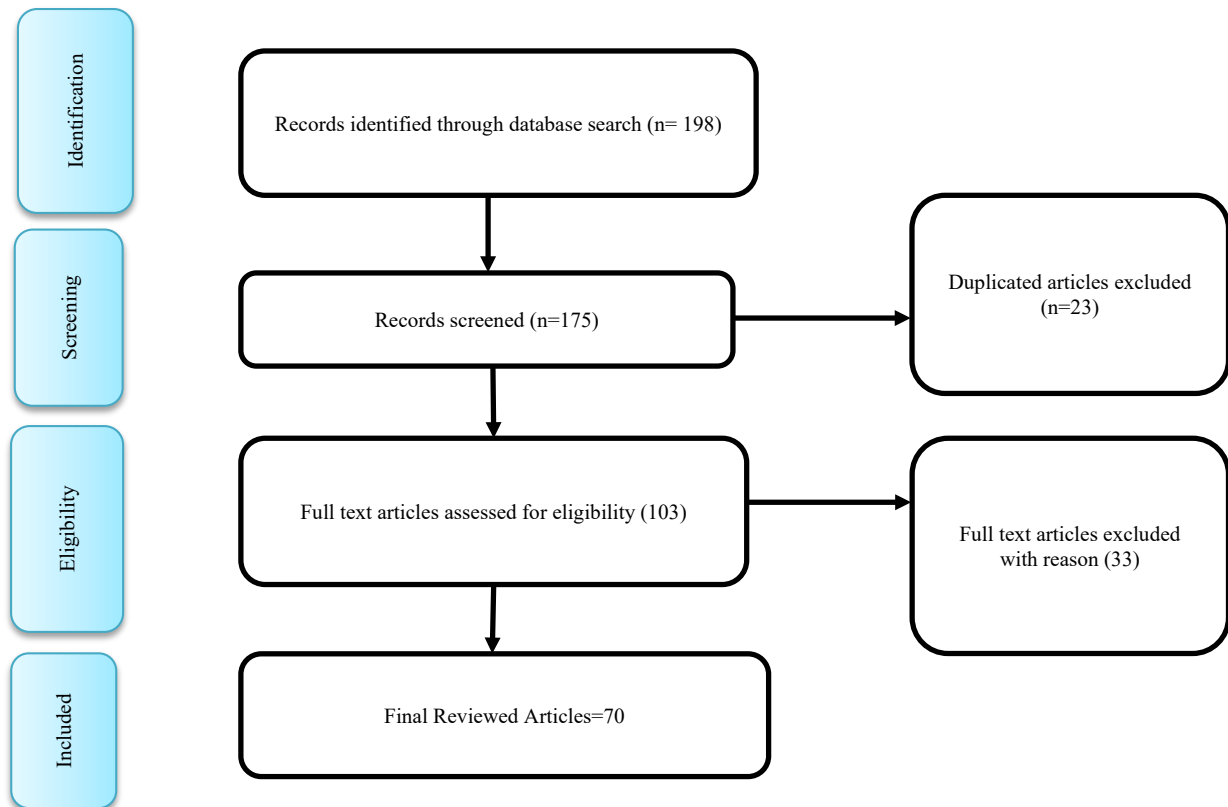 Identification
Records identified through database search (n= 198)
Screening
Records screened (n=175)
Duplicated articles excluded
(n=23)
Eligibility
Full text articles assessed for eligibility (103)
Full text articles excluded
with reason (33)
Included
Final Reviewed Articles=70